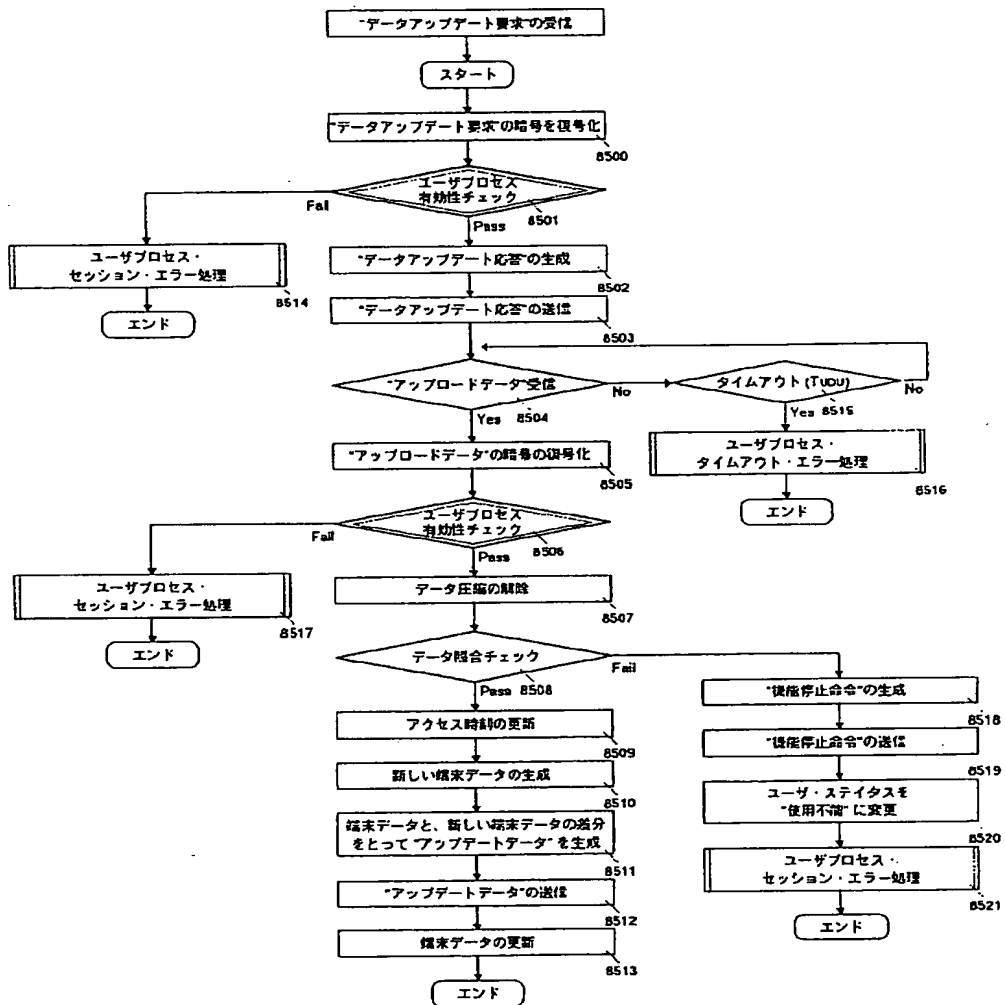 "データアップデート要求"の受信
スタート
"データアップデート要求"の暗号を復号化
8500
ユーザプロセス
有効性チェック
8501
Fail
Pass
ユーザプロセス・
セッション・エラー処理
8514
エンド
"データアップデート応答"の生成
8502
"データアップデート応答"の送信
8503
"アップロードデータ"受信
8504
No
Yes
タイムアウト(TUDU)
8515
No
Yes
ユーザプロセス・
タイムアウト・エラー処理
8516
エンド
"アップロードデータ"の暗号の復号化
8505
ユーザプロセス
有効性チェック
8506
Fail
Pass
ユーザプロセス・
セッション・エラー処理
8517
エンド
データ圧縮の解除
8507
データ照合チェック
8508
Fail
Pass
アクセス時刻の更新
8509
新しい端末データの生成
8510
端末データと、新しい端末データの差分
をとって"アップデートデータ"を生成
8511
"アップデートデータ"の送信
8512
端末データの更新
8513
エンド
"機能停止命令"の生成
8518
"機能停止命令"の送信
8519
ユーザ・ステイタスを
"使用不能"に変更
8520
ユーザプロセス・
セッション・エラー処理
8521
エンド